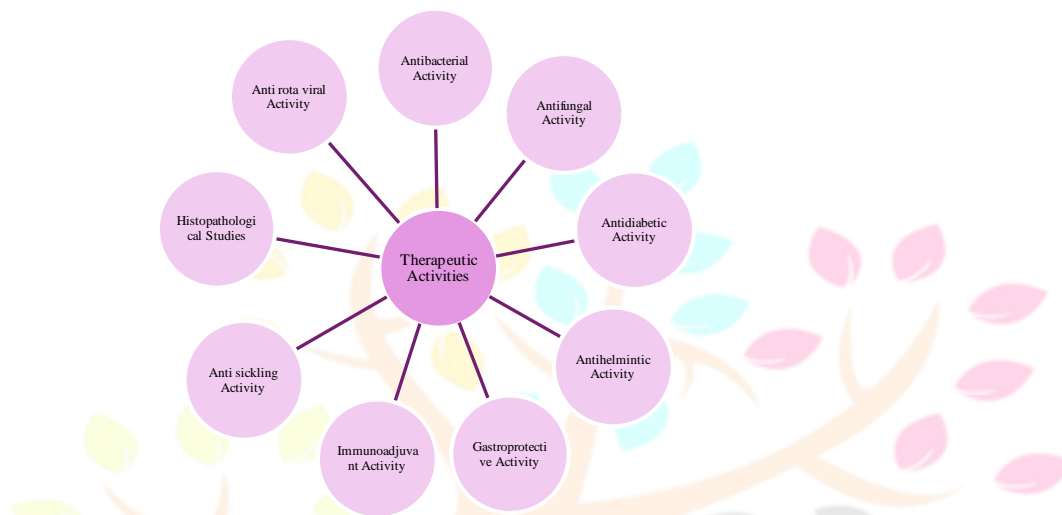 Antibacterial
Activity
Antifungal
Activity
Antidiabetic
Activity
Antihelmintic
Activity
Gastroprotecti
ve Activity
Immunoadjuva
nt Activity
Anti sickling
Activity
Histopathologi
cal Studies
Anti rota viral
Activity
Therapeutic
Activities